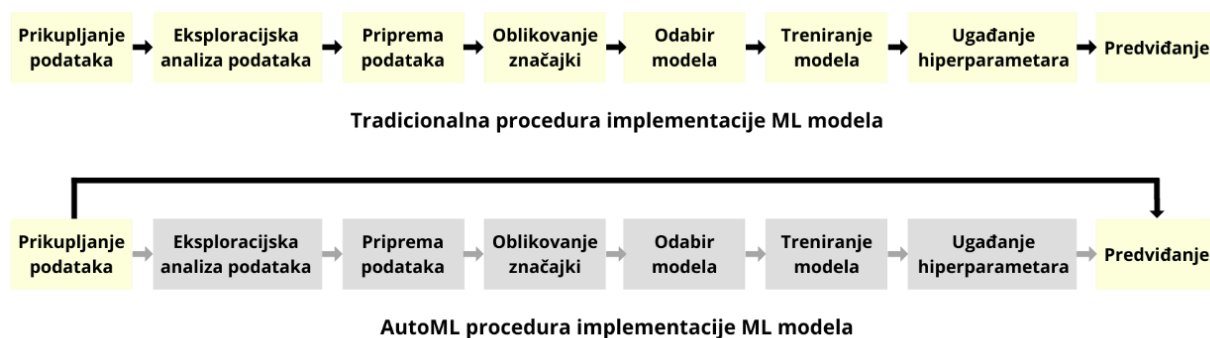 Prikupljanje podataka
Eksploracijska analiza podataka
Priprema podataka
Oblikovanje značajki
Odabir modela
Treniranje modela
Ugađanje hiperparametara
Predviđanje
Tradicionalna procedura implementacije ML modela
Prikupljanje podataka
Eksploracijska analiza podataka
Priprema podataka
Oblikovanje značajki
Odabir modela
Treniranje modela
Ugađanje hiperparametara
Predviđanje
AutoML procedura implementacije ML modela